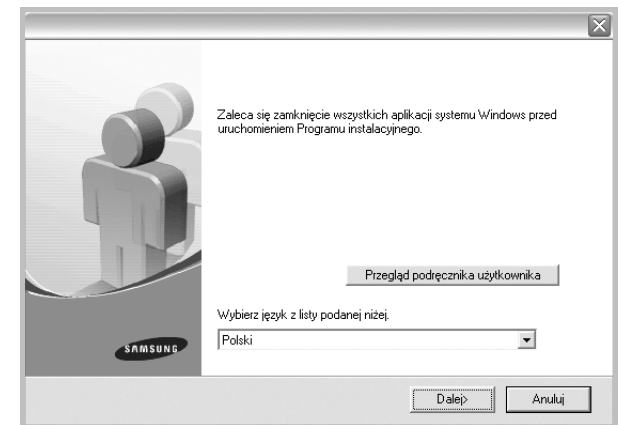 Zaleca się zamknięcie wszystkich aplikacji systemu Windows przed
uruchomieniem Programu instalacyjnego.
Przegląd podręcznika użytkownika
Wybierz język z listy podanej niżej.
Polski
SAMSUNG
Dalej>
Anuluj